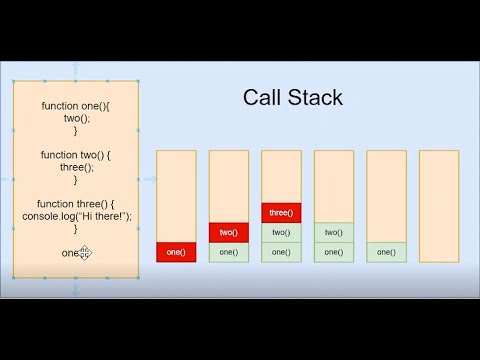 Call Stack
function one(){
two();
}
function two() {
three();
}
function three() {
console.log("Hi there!");
}
one
one()
two()
one()
three()
two()
one()
two()
one()
one()